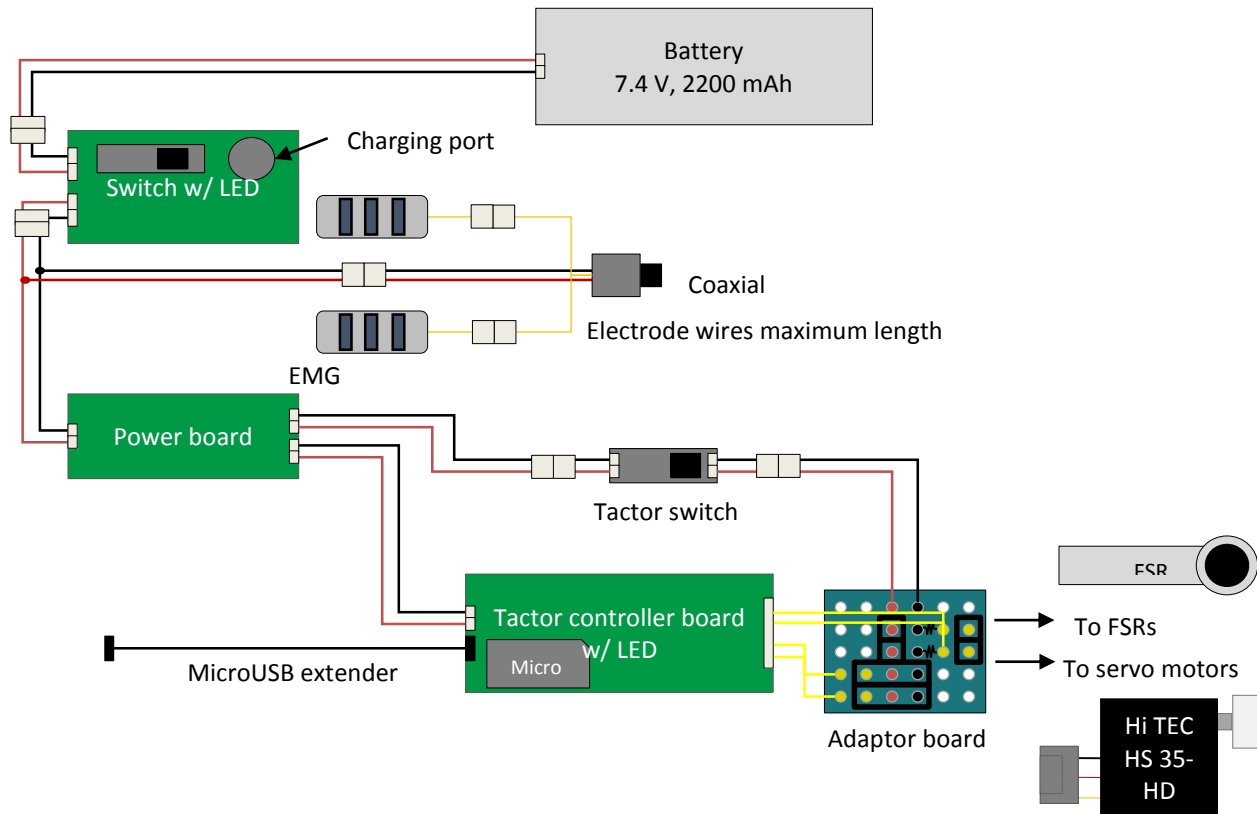 Battery
7.4 V, 2200 mAh
Charging port
Switch w/ LED
Coaxial
Electrode wires maximum length
EMG
Power board
Tactor switch
FSR
Tactor controller board
w/ LED
To FSRs
Micro
MicroUSB extender
To servo motors
Adaptor board
Hi TEC
HS 35-
HD